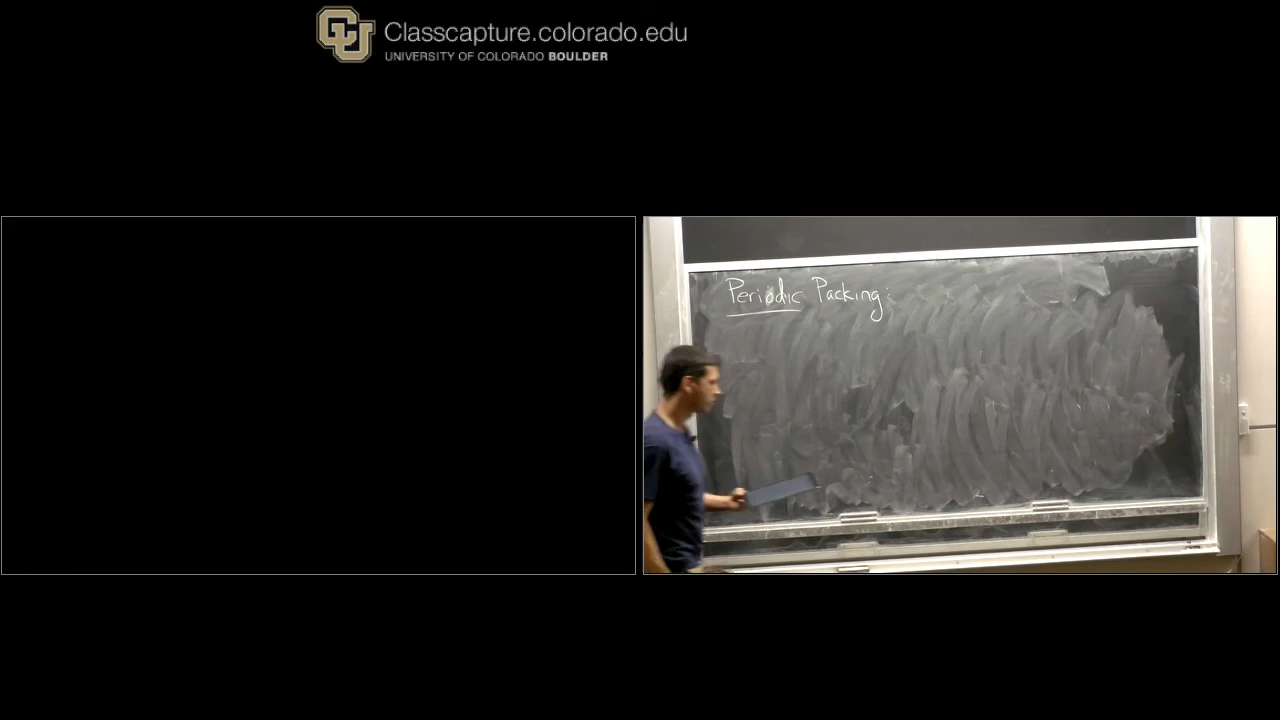 Classcapture.colorado.edu
UNIVERSITY OF COLORADO BOULDER
Periodic Packing: